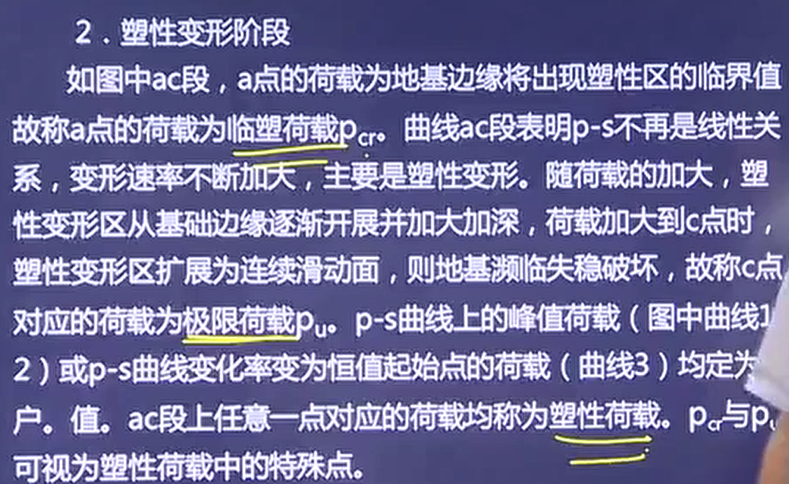 2．塑性变形阶段
如图中ac段，a点的荷载为地基边缘将出现塑性区的临界值
故称a点的荷载为临塑荷载pcr。曲线ac段表明p-s不再是线性关
系，变形速率不断加大，主要是塑性变形。随荷载的加大，塑
性变形区从基础边缘逐渐开展并加大加深，荷载加大到c点时，
塑性变形区扩展为连续滑动面，则地基濒临失稳破坏，故称c点
对应的荷载为极限荷载pu。p-s曲线上的峰值荷载（图中曲线1
2）或p-s曲线变化率变为恒值起始点的荷载（曲线3）均定为
户。值。ac段上任意一点对应的荷载均称为塑性荷载。pcr与p
可视为塑性荷载中的特殊点。